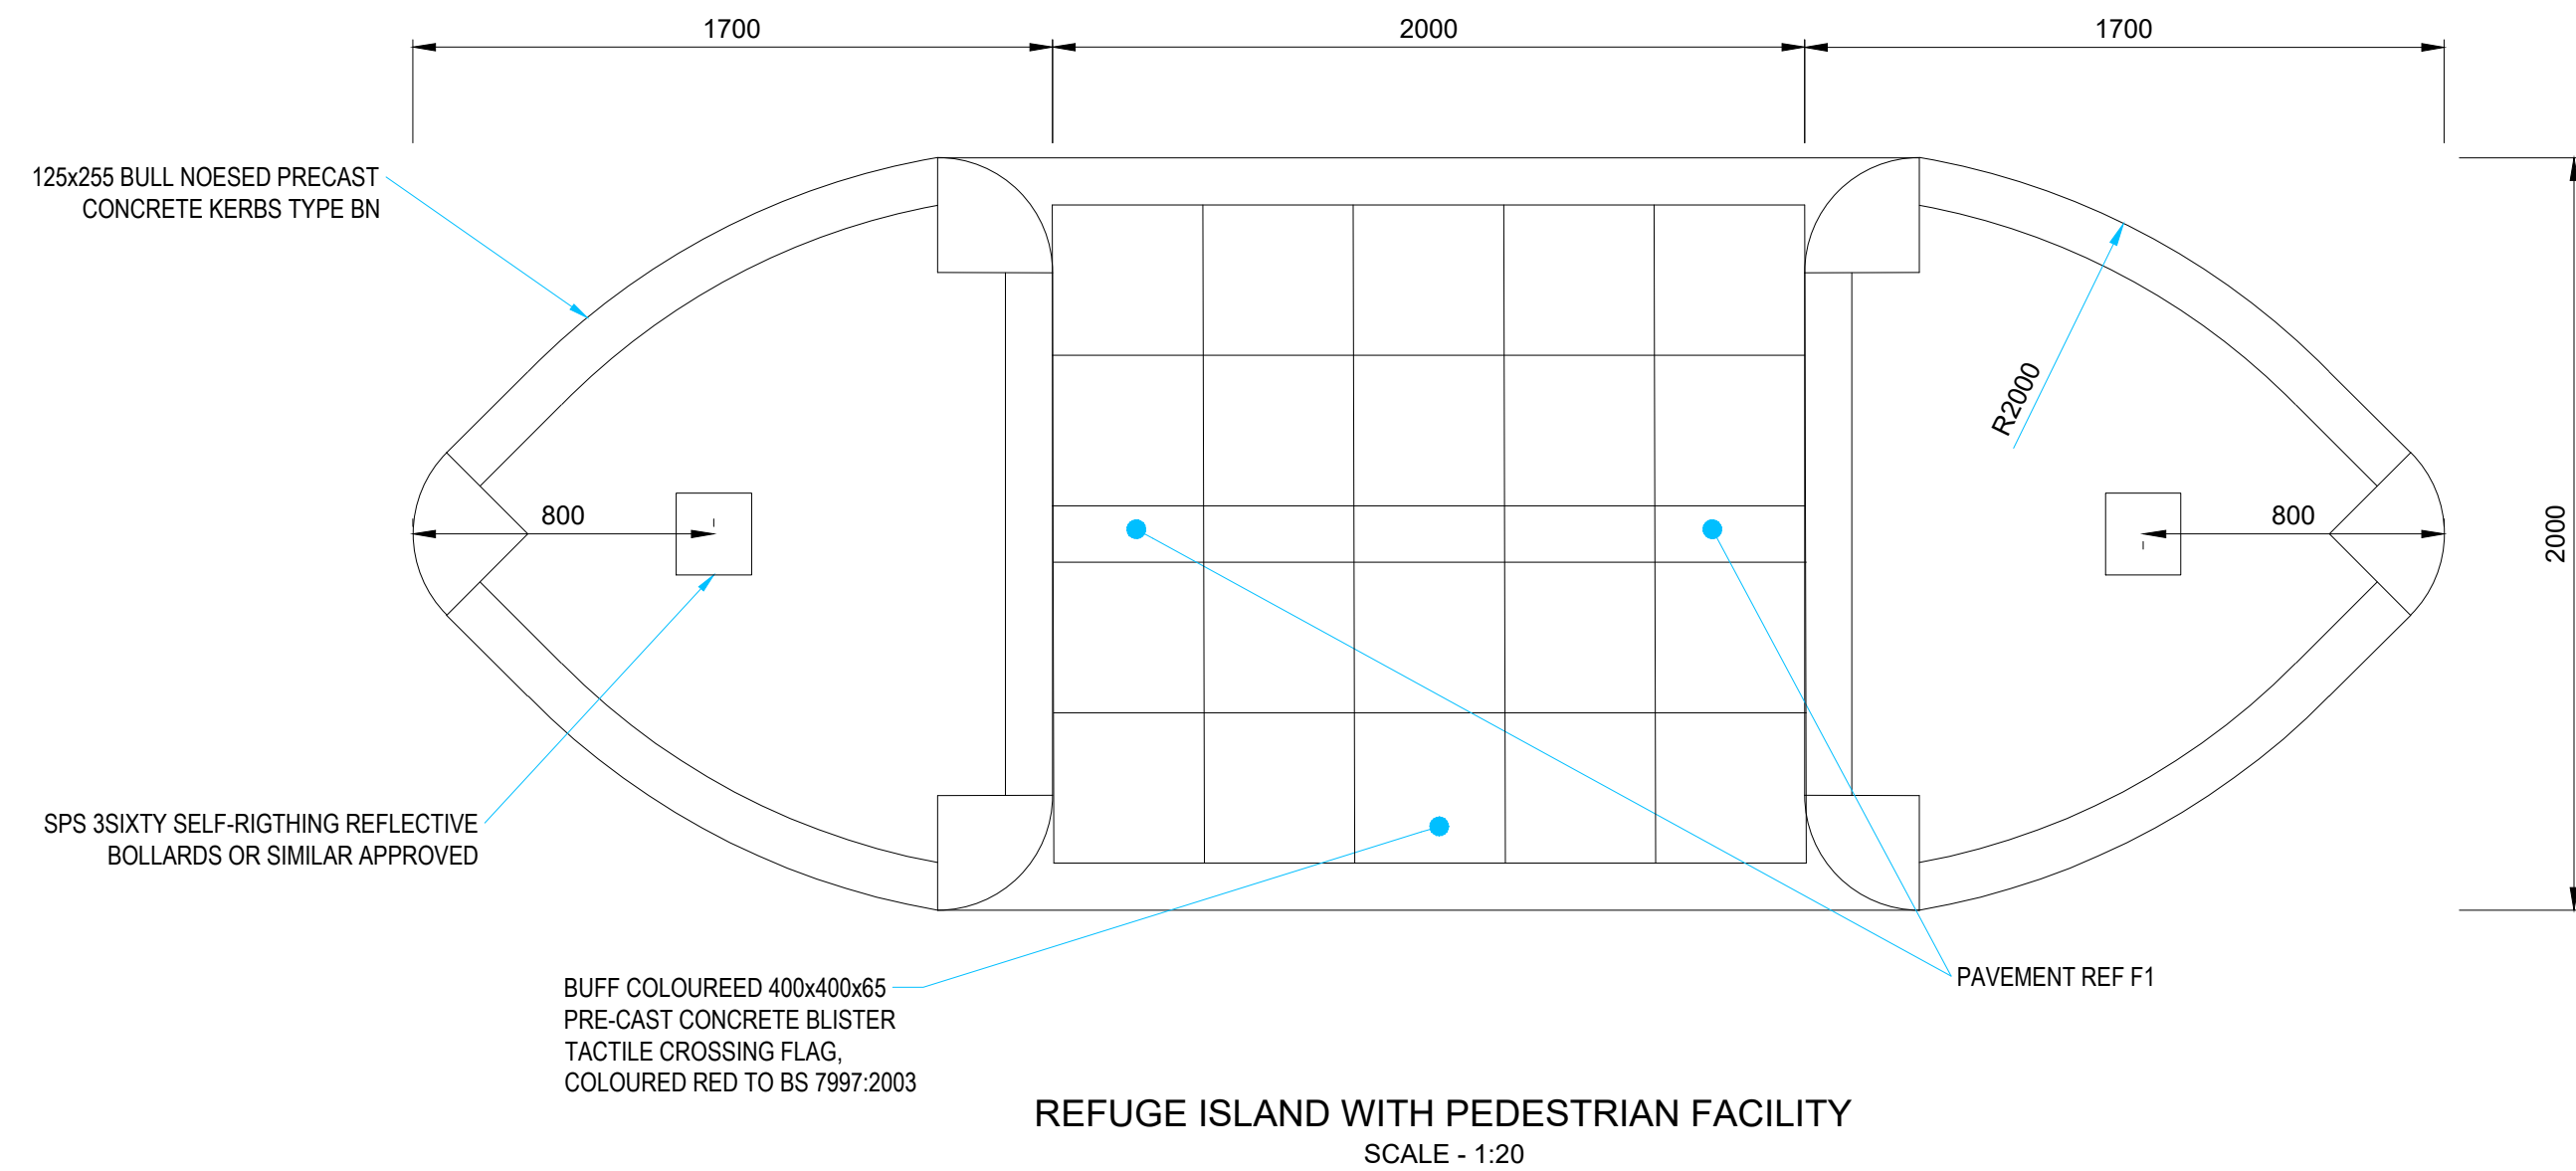 1700
2000
1700
125x255 BULL NOESED PRECAST
CONCRETE KERBS TYPE BN
R2000
800
800
2000
SPS 3SIXTY SELF-RIGTHING REFLECTIVE
BOLLARDS OR SIMILAR APPROVED
BUFF COLOUREED 400x400x65
PRE-CAST CONCRETE BLISTER
TACTILE CROSSING FLAG,
COLOURED RED TO BS 7997:2003
PAVEMENT REF F1
REFUGE ISLAND WITH PEDESTRIAN FACILITY
SCALE - 1:20